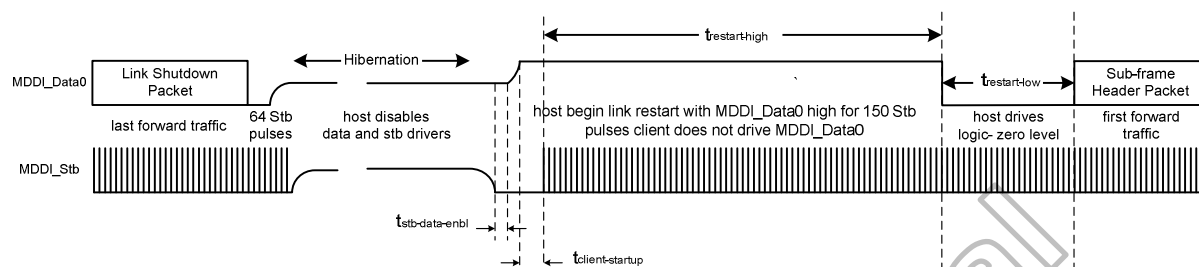 trestart-high
Hibernation
MDDI_Data0
Link Shutdown
Packet
trestart-low
Sub-frame
Header Packet
64 Stb
pulses
last forward traffic
host disables
data and stb drivers
host begin link restart with MDDI_Data0 high for 150 Stb
pulses client does not drive MDDI_Data0
host drives
logic- zero level
first forward
traffic
MDDI_Stb
tstb-data-enbl
tclient-startup